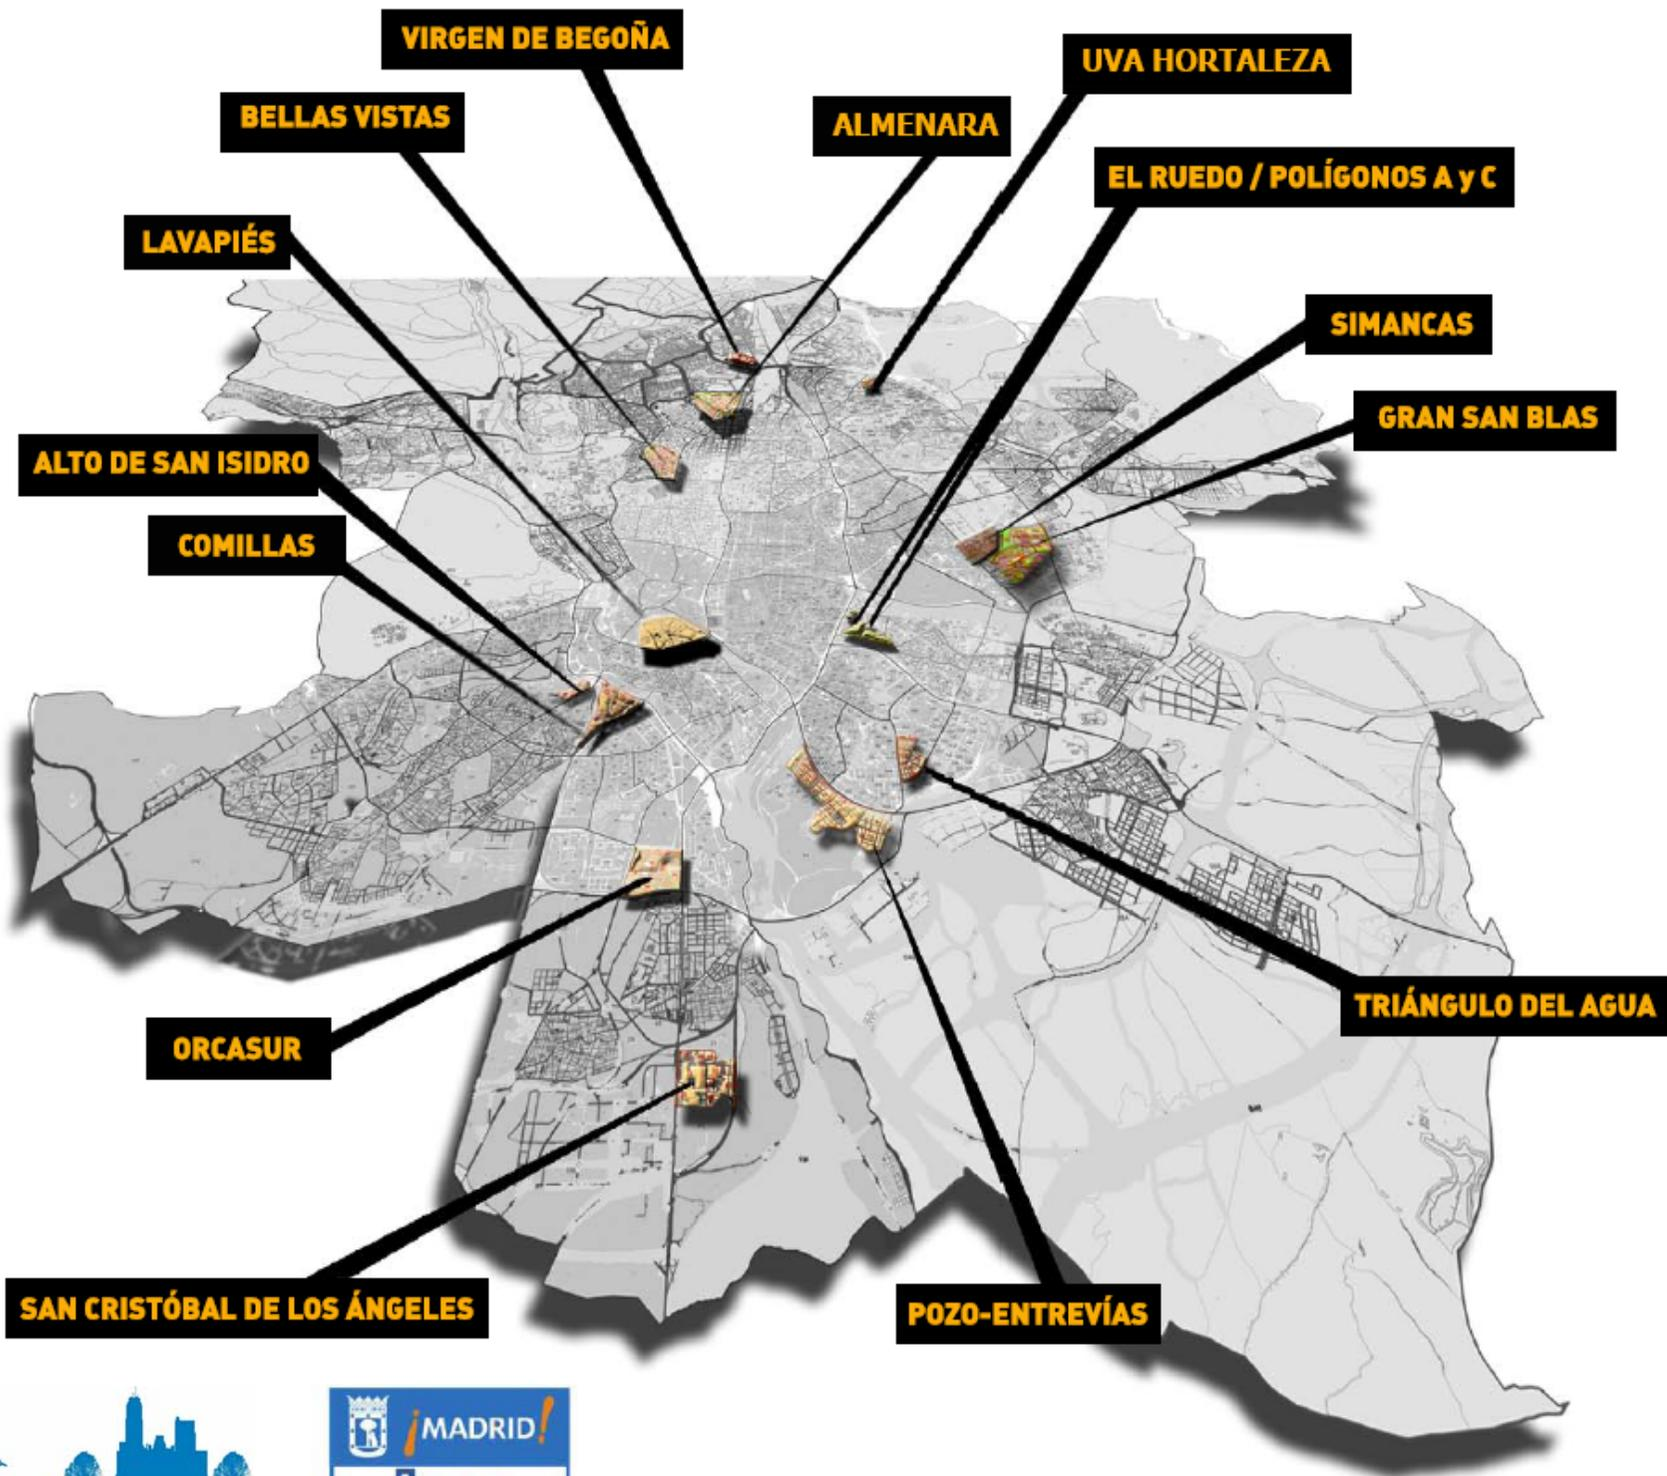 VIRGEN DE BEGOÑA
UVA HORTALEZA
BELLAS VISTAS
ALMENARA
EL RUEDO / POLÍGONOS A y C
LAVAPIÉS
SIMANCAS
GRAN SAN BLAS
ALTO DE SAN ISIDRO
COMILLAS
TRIÁNGULO DEL AGUA
ORCASUR
SAN CRISTÓBAL DE LOS ÁNGELES
POZO-ENTREVÍAS
¡MADRID!